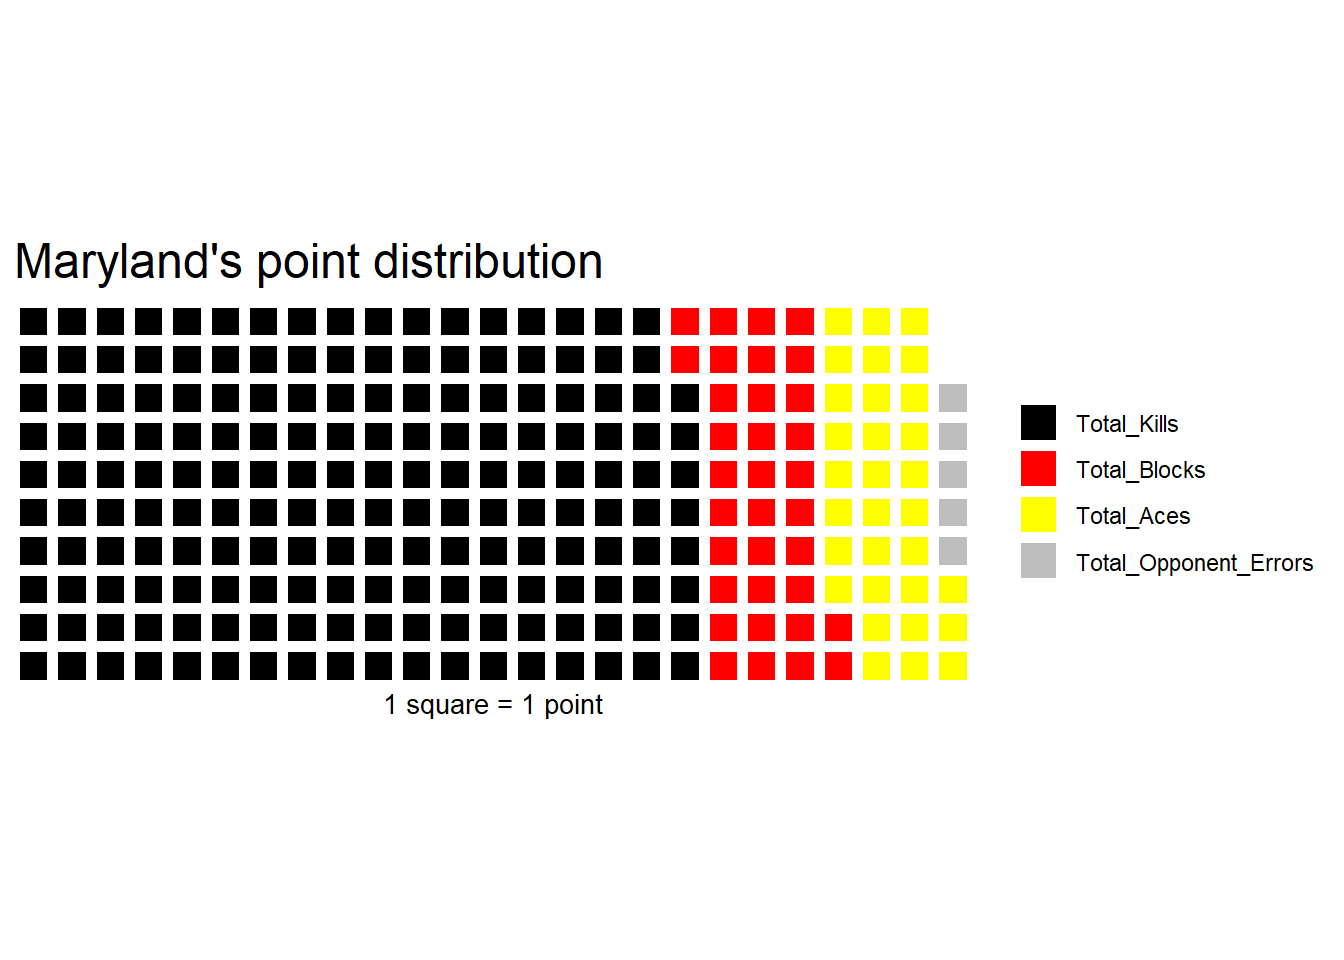 Maryland's point distribution
Total_Kills
Total_Blocks
Total_Aces
Total_Opponent_Errors
1 square = 1 point